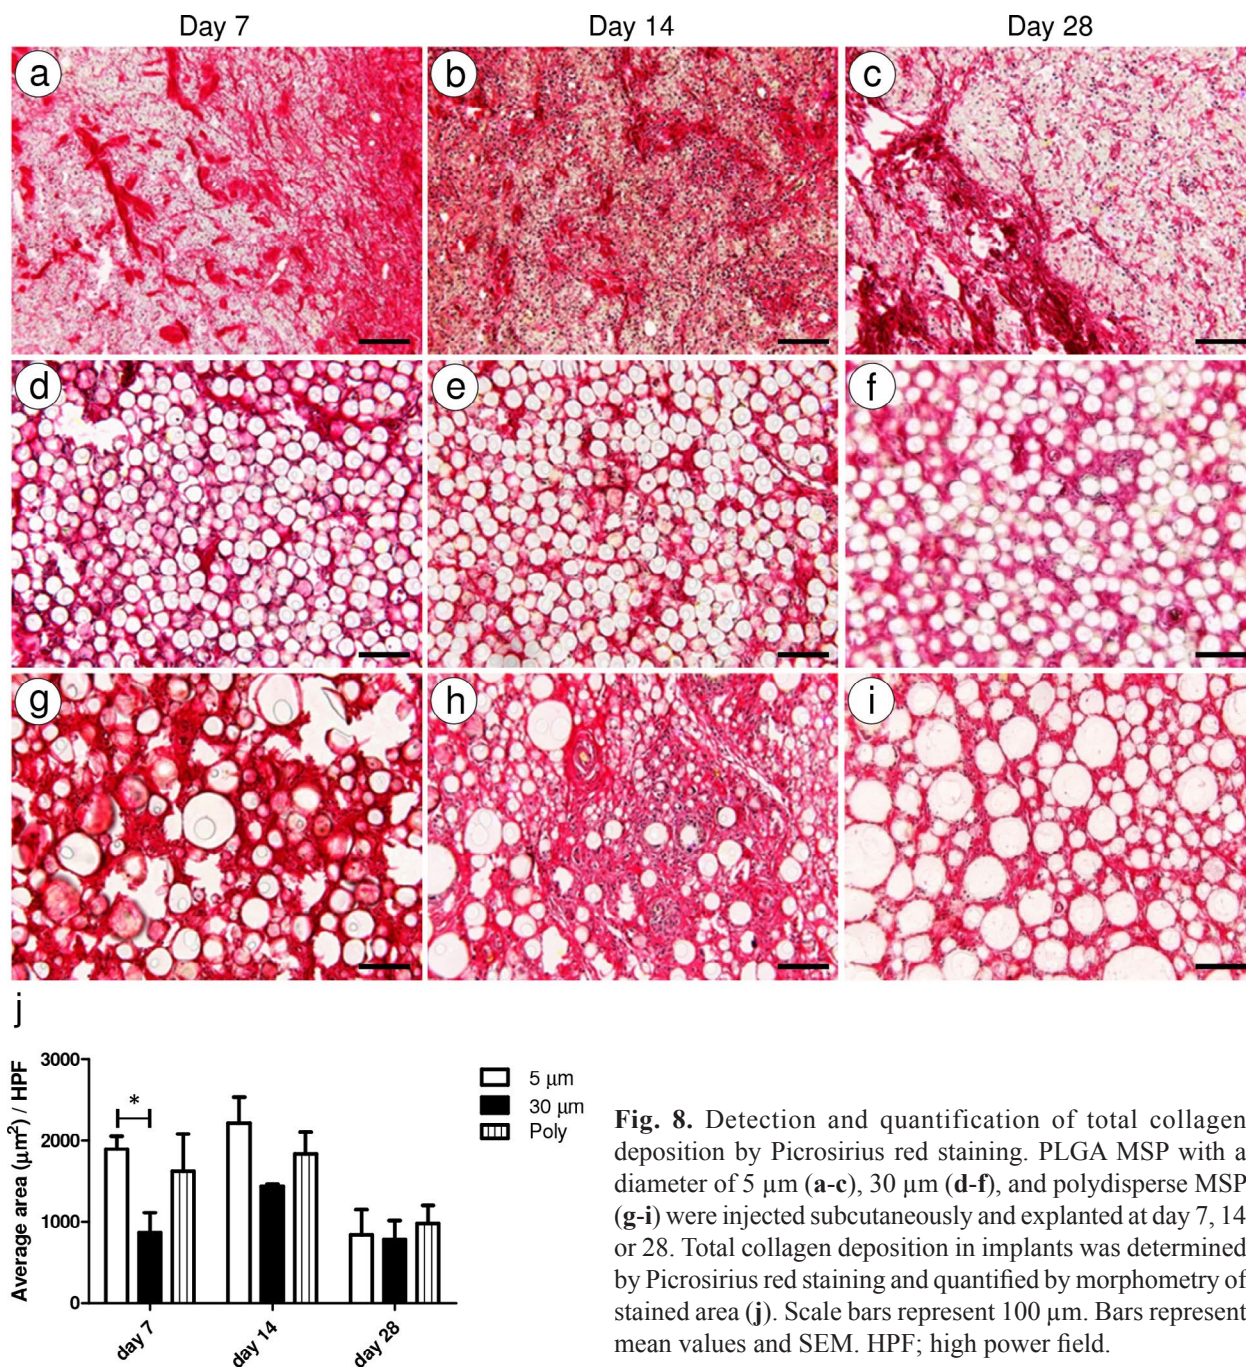 Day 7
Day 14
Day 28
a
b
c
d
e
f
g
h
i
j
Average area (µm²) / HPF
3000
2000
1000
0
*
day 7
day 14
day 28
5 µm
30 µm
Poly
Fig. 8. Detection and quantification of total collagen
deposition by Picrosirius red staining. PLGA MSP with a
diameter of 5 µm (a-c), 30 µm (d-f), and polydisperse MSP
(g-i) were injected subcutaneously and explanted at day 7, 14
or 28. Total collagen deposition in implants was determined
by Picrosirius red staining and quantified by morphometry of
stained area (j). Scale bars represent 100 µm. Bars represent
mean values and SEM. HPF; high power field.